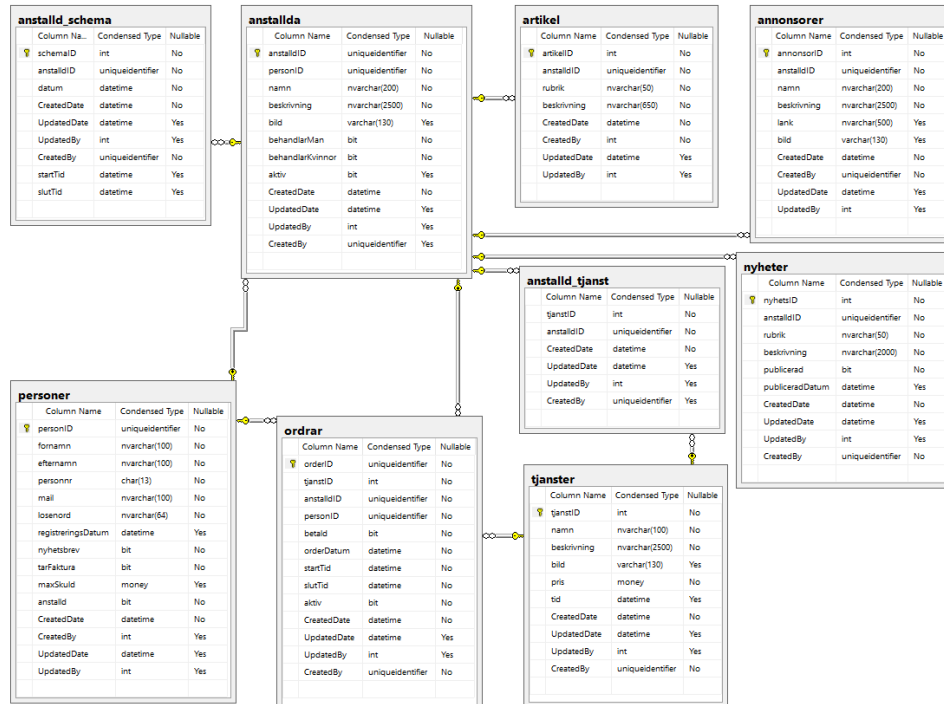 anstalld_schema
Column Na... Condensed Type Nullable
schemaID int No
anstalldID uniqueidentifier No
datum datetime No
CreatedDate datetime No
UpdatedDate datetime Yes
UpdatedBy int Yes
CreatedBy uniqueidentifier No
startTid datetime Yes
slutTid datetime Yes
anstallda
Column Name Condensed Type Nullable
anstalldID uniqueidentifier No
personID uniqueidentifier No
namn nvarchar(200) No
beskrivning nvarchar(2500) No
bild varchar(130) Yes
behandlarMan bit No
behandlarKvinnor bit No
aktiv bit Yes
CreatedDate datetime No
UpdatedDate datetime Yes
UpdatedBy int Yes
CreatedBy uniqueidentifier Yes
artikel
Column Name Condensed Type Nullable
artikelID int No
anstalldID uniqueidentifier No
rubrik nvarchar(50) No
beskrivning nvarchar(650) No
CreatedDate datetime No
CreatedBy int No
UpdatedDate datetime Yes
UpdatedBy int Yes
annonsorer
Column Name Condensed Type Nullable
annonsorID int No
anstalldID uniqueidentifier No
namn nvarchar(200) No
beskrivning nvarchar(2500) No
lank nvarchar(500) Yes
bild varchar(130) Yes
CreatedDate datetime No
CreatedBy uniqueidentifier No
UpdatedDate datetime Yes
UpdatedBy int Yes
nyheter
Column Name Condensed Type Nullable
nyhetsID int No
anstalldID uniqueidentifier No
rubrik nvarchar(50) No
beskrivning nvarchar(2000) No
publicerad bit No
publiceradDatum datetime Yes
CreatedDate datetime No
UpdatedDate datetime Yes
UpdatedBy int Yes
CreatedBy uniqueidentifier No
anstalld_tjanst
Column Name Condensed Type Nullable
tjanstID int No
anstalldID uniqueidentifier No
CreatedDate datetime No
UpdatedDate datetime Yes
UpdatedBy int Yes
CreatedBy uniqueidentifier Yes
personer
Column Name Condensed Type Nullable
personID uniqueidentifier No
fornamn nvarchar(100) No
efternamn nvarchar(100) No
personnr char(13) No
mail nvarchar(100) No
losenord nvarchar(64) No
registreringsDatum datetime Yes
nyhetsbrev bit No
tarFaktura bit No
maxSkuld money Yes
anstalld bit No
CreatedDate datetime No
CreatedBy int Yes
UpdatedDate datetime Yes
UpdatedBy int Yes
ordrar
Column Name Condensed Type Nullable
orderID uniqueidentifier No
tjanstID int No
anstalldID uniqueidentifier No
personID uniqueidentifier No
betald bit No
orderDatum datetime No
startTid datetime No
slutTid datetime No
aktiv bit No
CreatedDate datetime No
UpdatedDate datetime Yes
UpdatedBy int Yes
CreatedBy uniqueidentifier No
tjanster
Column Name Condensed Type Nullable
tjanstID int No
namn nvarchar(100) No
beskrivning nvarchar(2500) No
bild varchar(130) Yes
pris money No
tid datetime Yes
CreatedDate datetime No
UpdatedDate datetime Yes
UpdatedBy int Yes
CreatedBy uniqueidentifier No